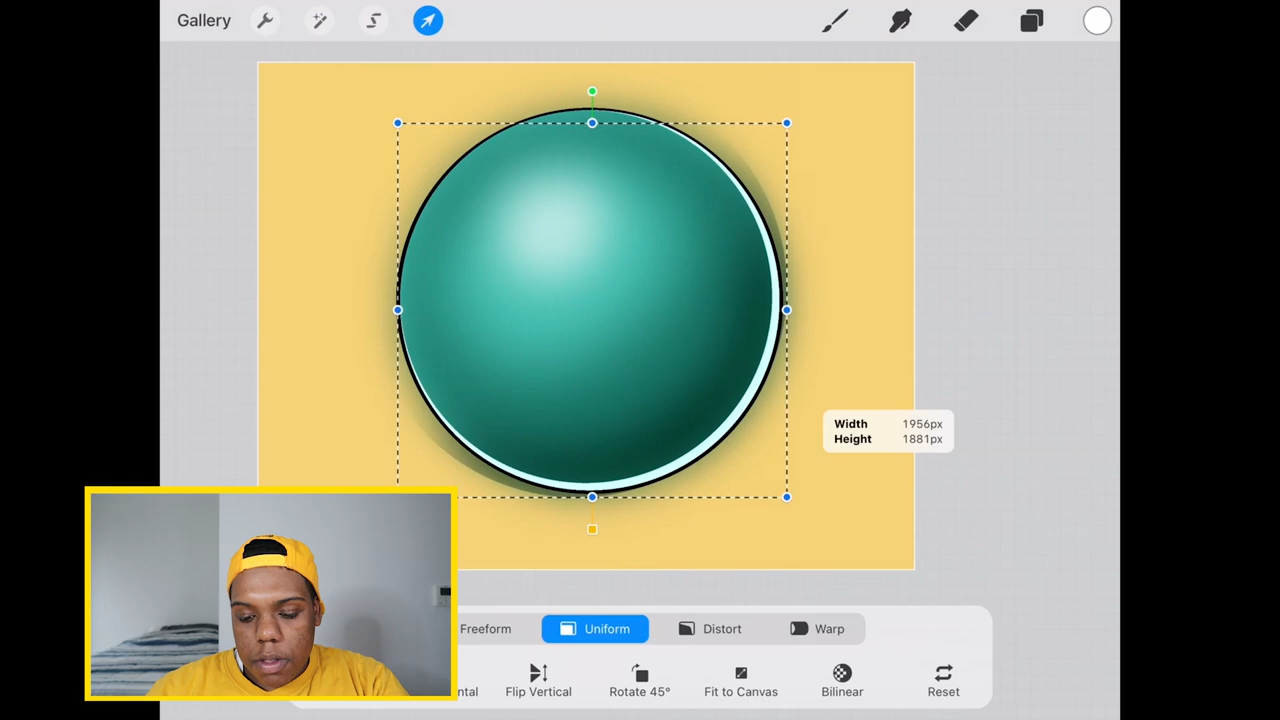 Gallery
Width 1956px
Height 1881px
Freeform Uniform Distort Warp
ntal Flip Vertical Rotate 45° Fit to Canvas Bilinear Reset